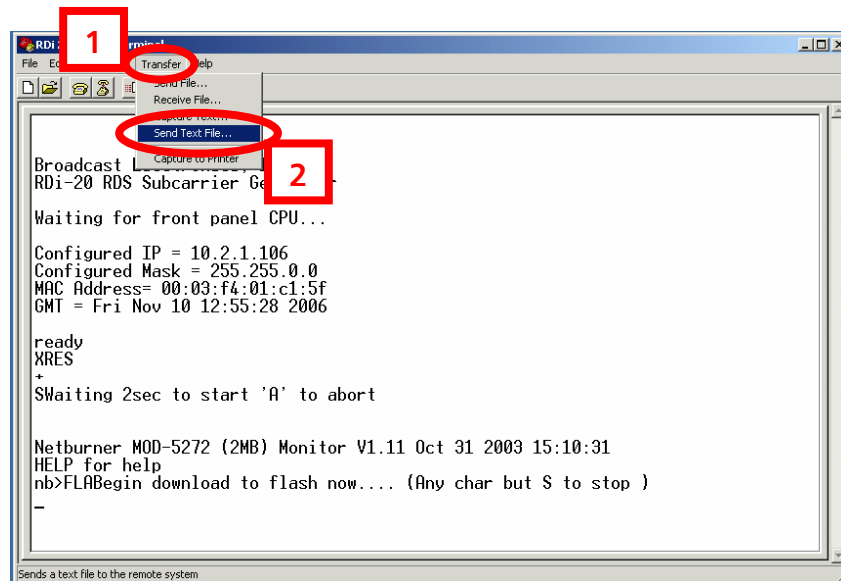 1
RDi
File
Transfer
Send File...
Receive File...
Capture Text...
Send Text File...
Capture to Printer
2
Broadcast
RDi-20 RDS Subcarrier
Waiting for front panel CPU...
Configured IP = 10.2.1.106
Configured Mask = 255.255.0.0
MAC Address= 00:03:f4:01:c1:5f
GMT = Fri Nov 10 12:55:28 2006
ready
XRES
+
SWaiting 2sec to start 'A' to abort
Netburner MOD-5272 (2MB) Monitor V1.11 Oct 31 2003 15:10:31
HELP for help
nb>FLABegin download to flash now.... (Any char but S to stop )
_
Sends a text file to the remote system